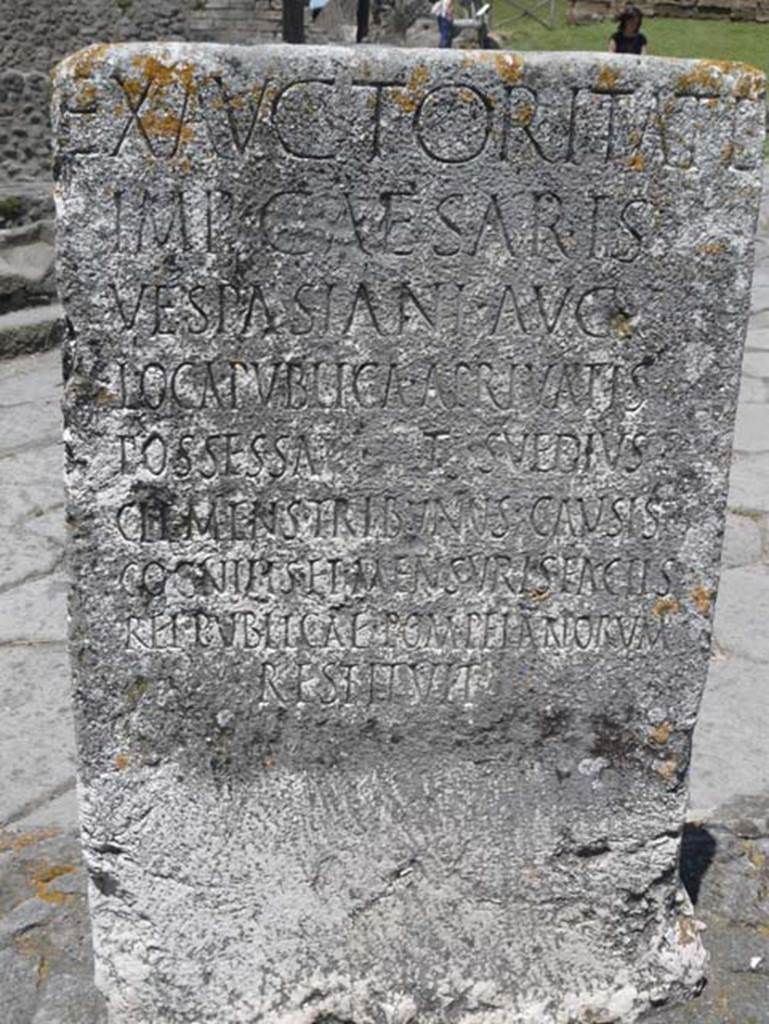 EX AVCTORITATE
IMP CAESARIS
VESPASIANI AVG
LOCA PVBLICA A PRIVATIS
POSSESSA T SVEDIVS
CLEMENS TRIBVNVS CAVSIS
COGNITIS ET MENSVRIS FACTIS
REI PVBLICAE POMPEIANORVM
RESTITVIT